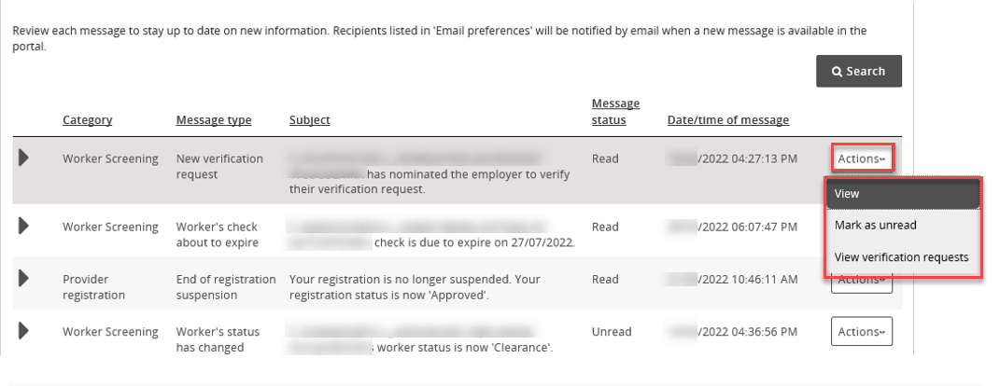 Review each message to stay up to date on new information. Recipients listed in 'Email preferences' will be notified by email when a new message is available in the
portal.
Search
Category Message type Subject Message status Date/time of message
Worker Screening New verification /2022 04:27:13 PM Read Actions
request has nominated the employer to verify
their verification request.
View
Mark as unread
View verification requests
Worker Screening Worker's check Read /2022 06:07:47 PM
about to expire check is due to expire on 27/07/2022.
Provider End of registration Your registration is no longer suspended. Your Read /2022 10:46:11 AM Actions
registration suspension registration status is now 'Approved'.
Worker Screening Worker's status Unread /2022 04:36:56 PM Actions
has changed worker status is now 'Clearance'.